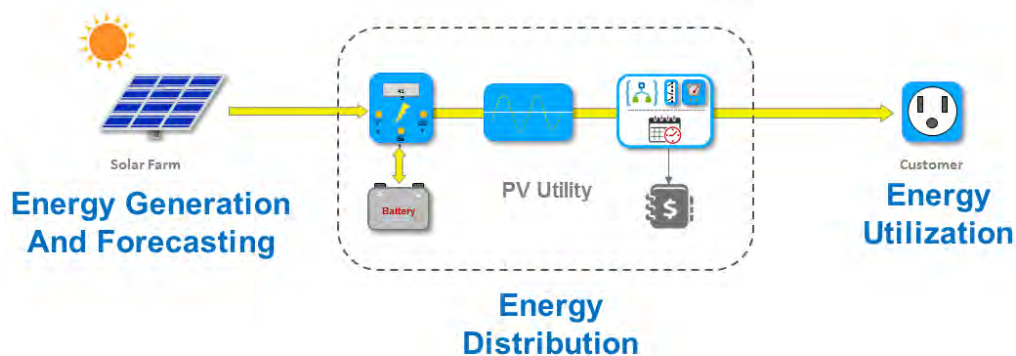 Solar Farm
Energy Generation
And Forecasting
Battery
PV Utility
$
Energy
Distribution
Customer
Energy
Utilization